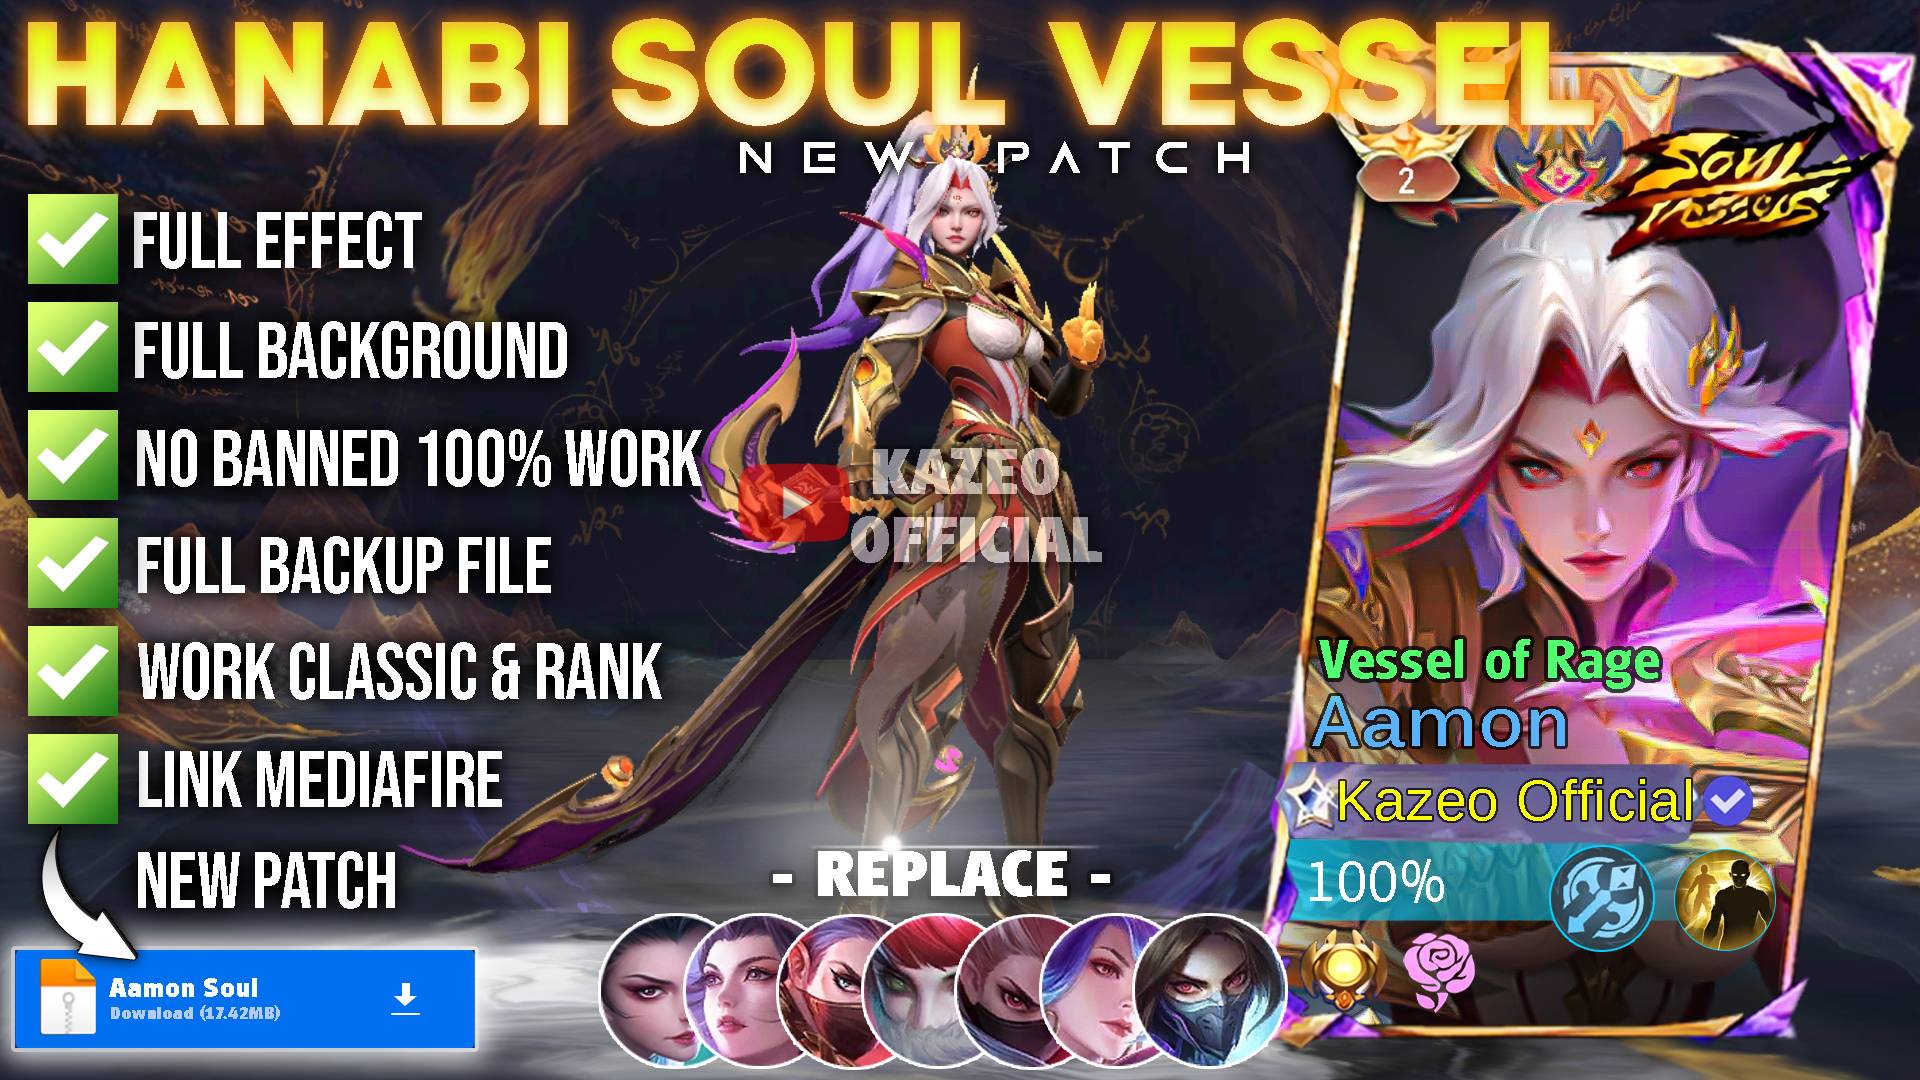 HANABI SOUL VESSEL
NEW PATCH
2
SOUL
VESSELS
FULL EFFECT
FULL BACKGROUND
NO BANNED 100% WORK
FULL BACKUP FILE
WORK CLASSIC & RANK
LINK MEDIAFIRE
NEW PATCH
Aamon Soul
Download (17.42MB)
KAZEO
OFFICIAL
- REPLACE -
Vessel of Rage
Aamon
Kazeo Official
100%